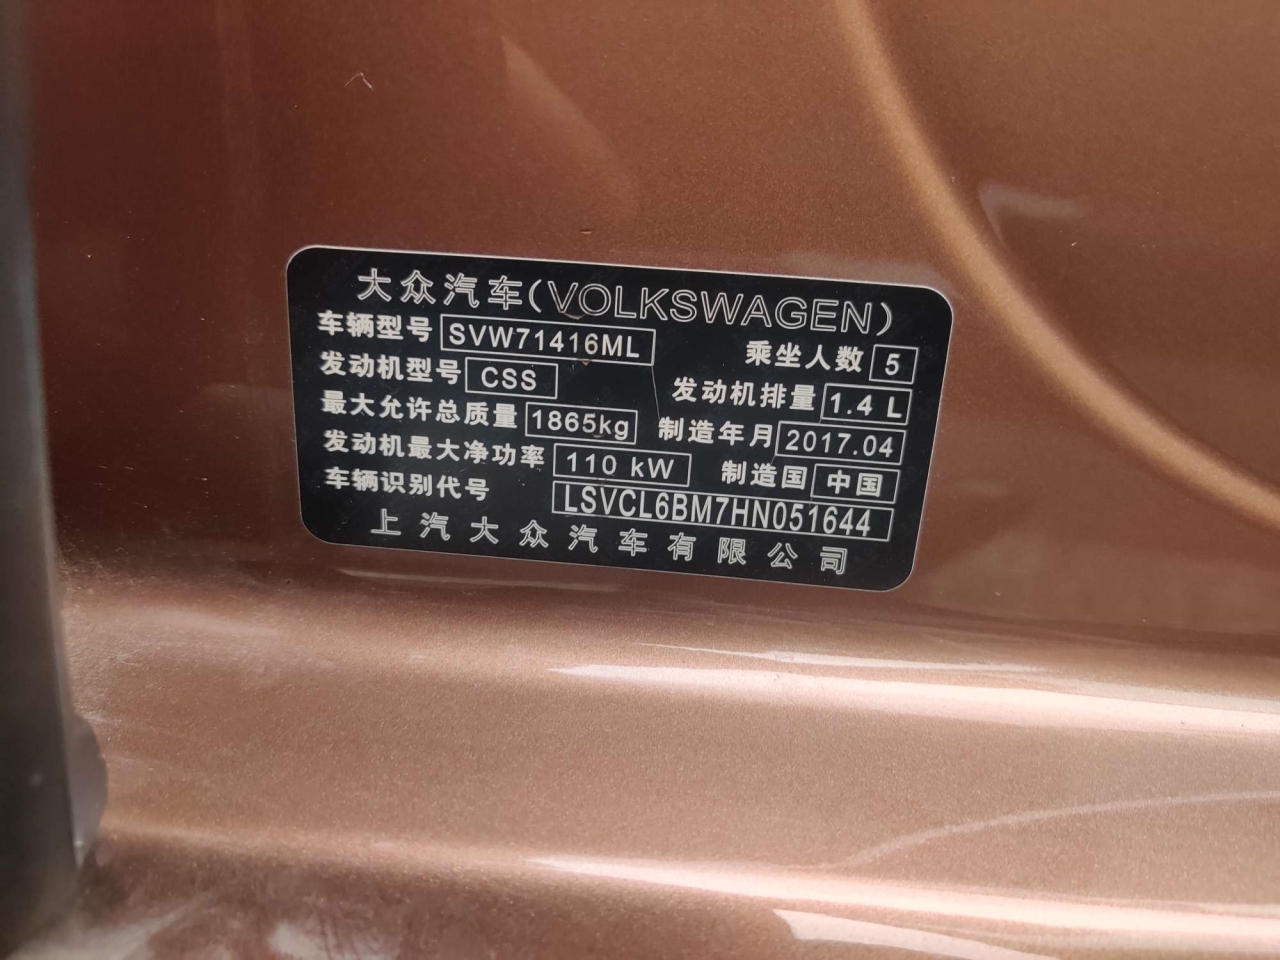 大众汽车(VOLKSWAGEN)
车辆型号 SVW71416ML 乘坐人数 5
发动机型号 CSS 发动机排量 1.4 L
最大允许总质量 1865kg 制造年月 2017.04
发动机最大净功率 110 kW 制造国 中国
车辆识别代号 LSVCL6BM7HN051644
上汽大众汽车有限公司